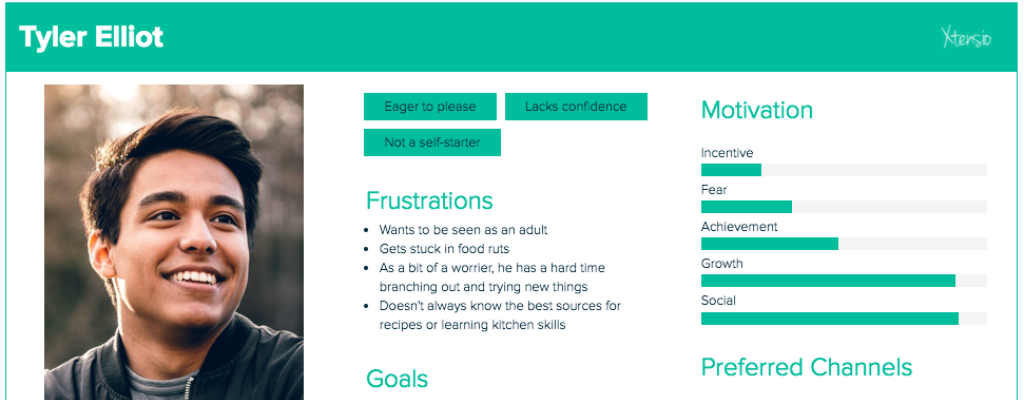 Tyler Elliot
Xtensio
Eager to please
Lacks confidence
Not a self-starter
Frustrations
• Wants to be seen as an adult
• Gets stuck in food ruts
• As a bit of a worrier, he has a hard time
branching out and trying new things
• Doesn't always know the best sources for
recipes or learning kitchen skills
Goals
Motivation
Incentive
Fear
Achievement
Growth
Social
Preferred Channels